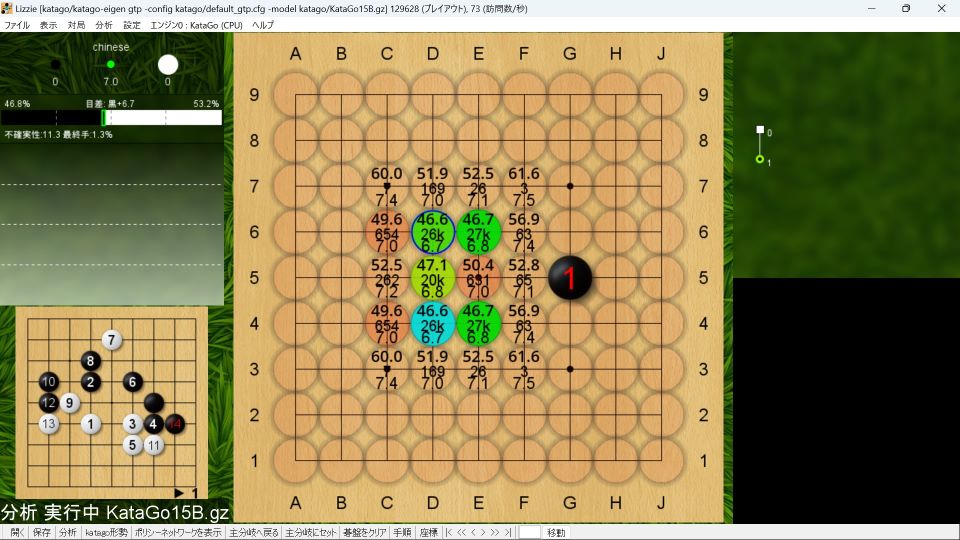 Lizzie [katago/katago-eigen gtp -config katago/default_gtp.cfg -model katago/KataGo15B.gz] 129628 (プレイアウト), 73 (訪問数/秒)
ファイル 表示 対局 分析 設定 エンジン0 : KataGo (CPU) ヘルプ
chinese
0 7.0 0
46.8% 目差: 黒+6.7 53.2%
不確実性:11.3 最終手:1.3%
A B C D E F G H J
9 9
8 8
60.0 51.9 52.5 61.6
7 169 26 3 7
7.4 7.0 7.1 7.5
49.6 46.6 46.7 56.9
6 654 26k 27k 63 6
7.0 6.7 6.8 7.4
52.5 47.1 50.4 52.8
5 262 20k 631 65 1 5
7.2 6.8 7.0 7.1
49.6 46.6 46.7 56.9
4 654 26k 27k 63 4
7.0 6.7 6.8 7.4
60.0 51.9 52.5 61.6
3 169 26 3 3
7.4 7.0 7.1 7.5
2 2
1 1
A B C D E F G H J
0
1
7
8
10 2 6
12 9
13 1 3 4 14
5 11
▶ 1
分析 実行中 KataGo15B.gz
開く 保存 分析 katago形勢 ポリシーネットワークを表示 主分岐へ戻る 主分岐にセット 碁盤をクリア 手順 座標 |< << < > >> >| 移動